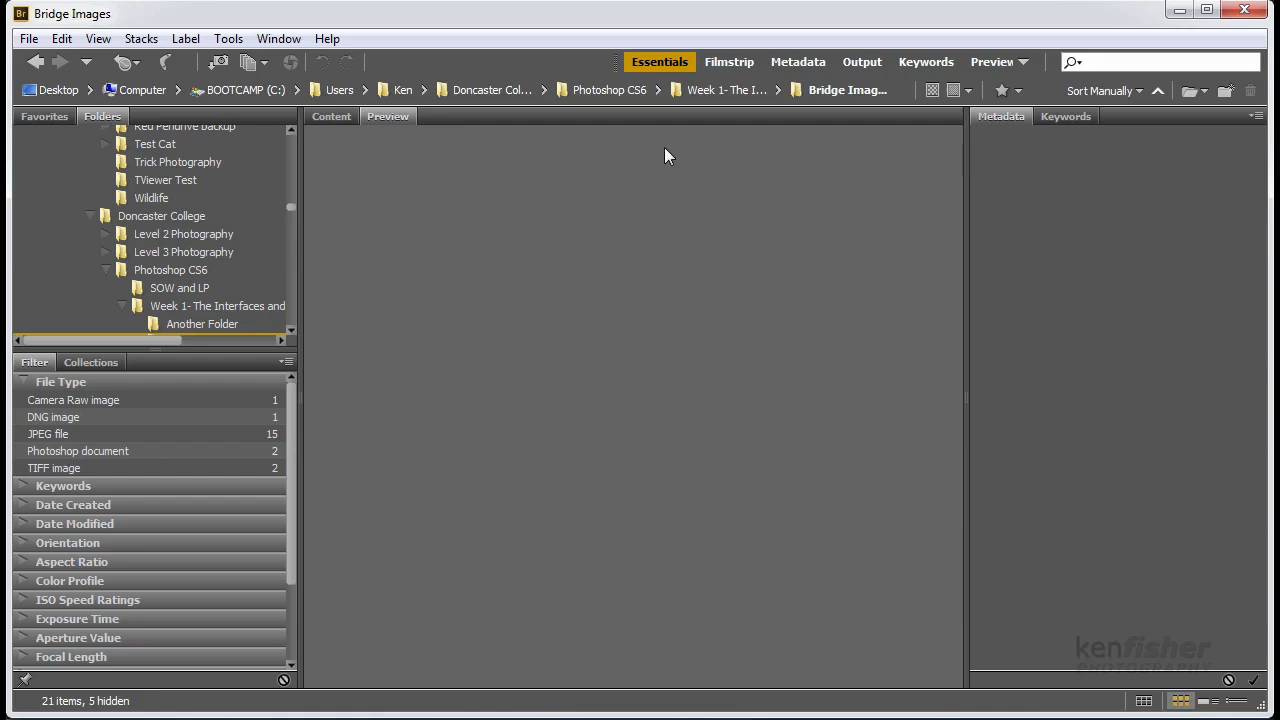 Br Bridge Images
File Edit View Stacks Label Tools Window Help
Essentials Filmstrip Metadata Output Keywords Preview
Desktop Computer BOOTCAMP (C:) Users Ken Doncaster Col... Photoshop CS6 Week 1- The I... Bridge Imag... Sort Manually
Favorites Folders Content Preview Metadata Keywords
Red Pendrive Backup
Test Cat
Trick Photography
TViewer Test
Wildlife
Doncaster College
Level 2 Photography
Level 3 Photography
Photoshop CS6
SOW and LP
Week 1- The Interfaces and
Another Folder
Filter Collections
File Type
Camera Raw image 1
DNG image 1
JPEG file 15
Photoshop document 2
TIFF image 2
Keywords
Date Created
Date Modified
Orientation
Aspect Ratio
Color Profile
ISO Speed Ratings
Exposure Time
Aperture Value
Focal Length
kenfisher
PHOTOGRAPHY
21 items, 5 hidden